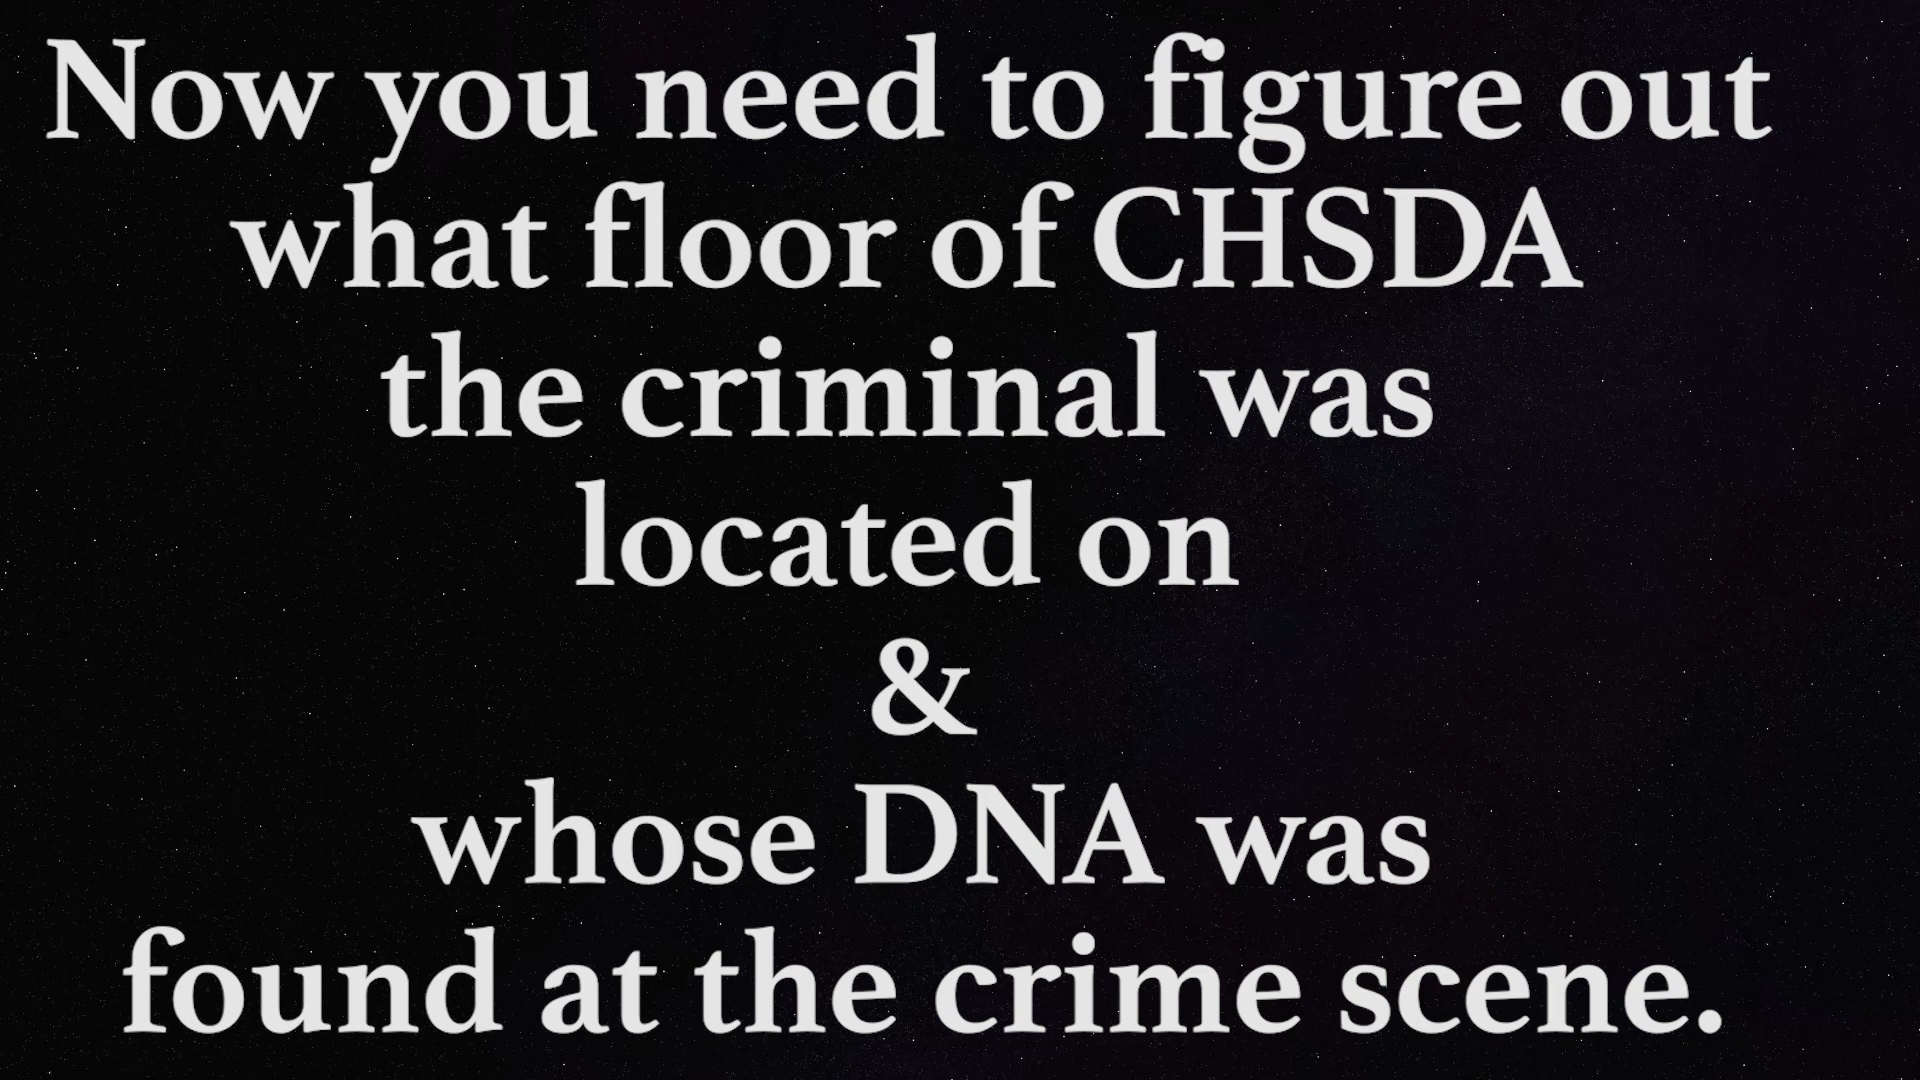 Now you need to figure out
what floor of CHSDA
the criminal was
located on
&
whose DNA was
found at the crime scene.